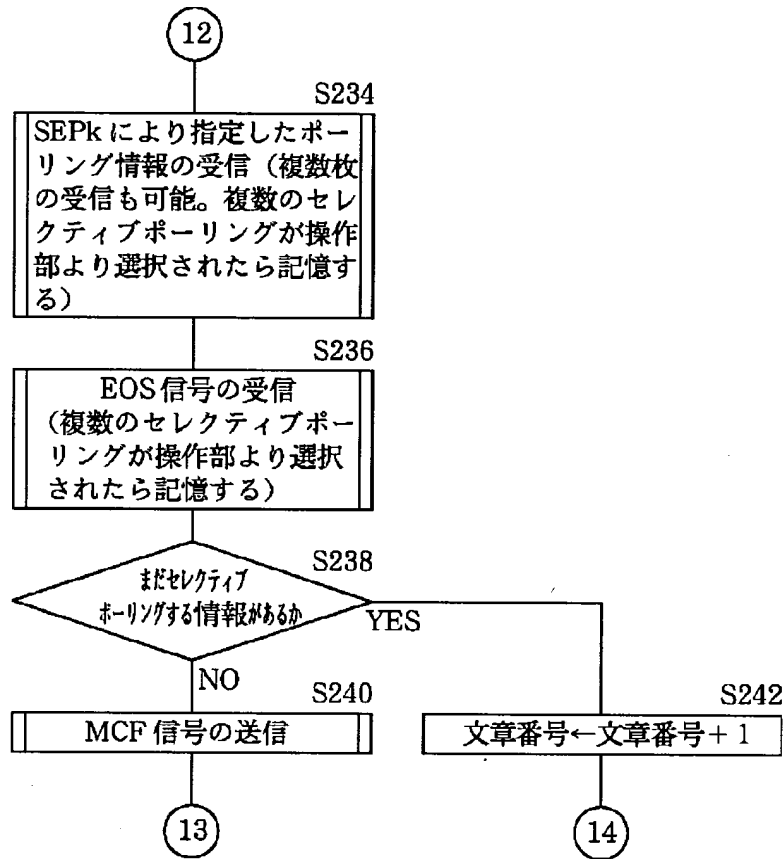 12
S234
SEPk により指定したポー
リング情報の受信（複数枚
の受信も可能。複数のセレ
クティブポーリングが操作
部より選択されたら記憶す
る）
S236
EOS 信号の受信
（複数のセレクティブポー
リングが操作部より選択
されたら記憶する）
S238
まだセレクティブ
ポーリングする情報があるか
YES
NO
S240
MCF 信号の送信
S242
文章番号←文章番号＋1
13
14